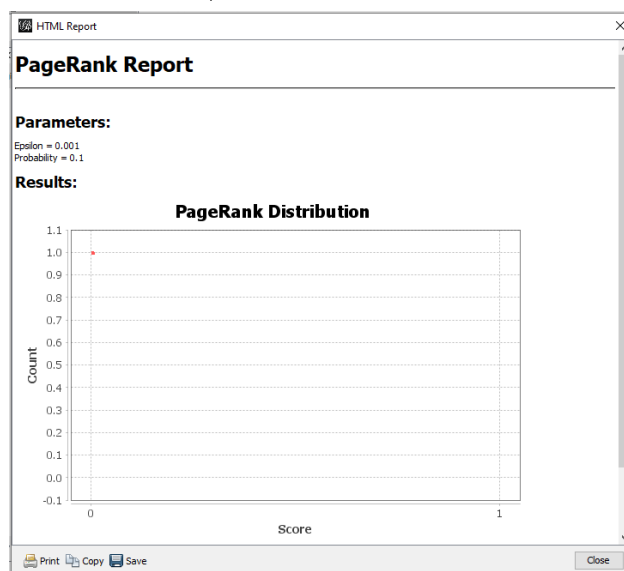 HTML Report
PageRank Report
Parameters:
Epsilon = 0.001
Probability = 0.1
Results:
PageRank Distribution
1.1
1.0
0.9
0.8
0.7
0.6
0.5
0.4
0.3
0.2
0.1
0.0
-0.1
Count
0 1
Score
Print Copy Save Close